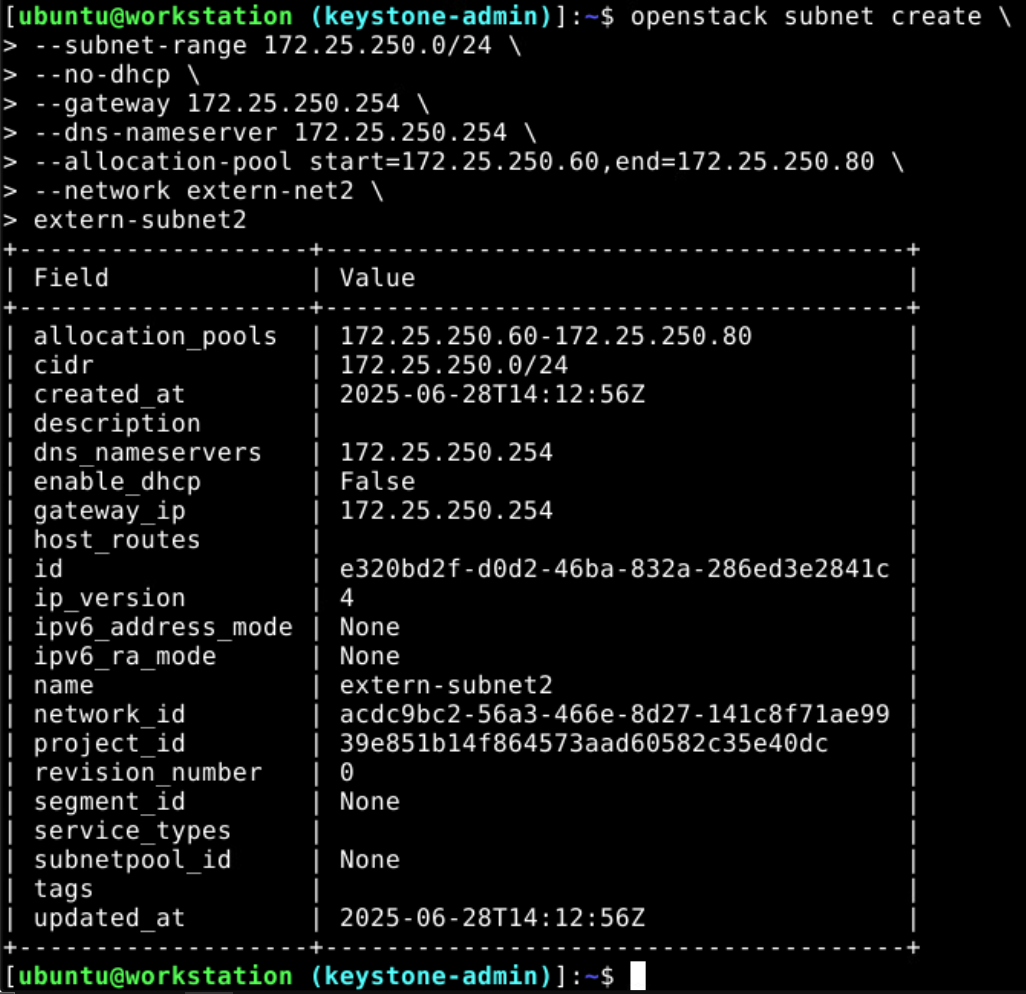 [ubuntu@workstation (keystone-admin)]:~$ openstack subnet create \
> --subnet-range 172.25.250.0/24 \
> --no-dhcp \
> --gateway 172.25.250.254 \
> --dns-nameserver 172.25.250.254 \
> --allocation-pool start=172.25.250.60,end=172.25.250.80 \
> --network extern-net2 \
> extern-subnet2
+-------------------+--------------------------------------+
| Field             | Value                                |
+-------------------+--------------------------------------+
| allocation_pools  | 172.25.250.60-172.25.250.80          |
| cidr              | 172.25.250.0/24                      |
| created_at        | 2025-06-28T14:12:56Z                 |
| description       |                                      |
| dns_nameservers   | 172.25.250.254                       |
| enable_dhcp       | False                                |
| gateway_ip        | 172.25.250.254                       |
| host_routes       |                                      |
| id                | e320bd2f-d0d2-46ba-832a-286ed3e2841c |
| ip_version        | 4                                    |
| ipv6_address_mode | None                                 |
| ipv6_ra_mode      | None                                 |
| name              | extern-subnet2                       |
| network_id        | acdc9bc2-56a3-466e-8d27-141c8f71ae99 |
| project_id        | 39e851b14f864573aad60582c35e40dc     |
| revision_number   | 0                                    |
| segment_id        | None                                 |
| service_types     |                                      |
| subnetpool_id     | None                                 |
| tags              |                                      |
| updated_at        | 2025-06-28T14:12:56Z                 |
+-------------------+--------------------------------------+
[ubuntu@workstation (keystone-admin)]:~$